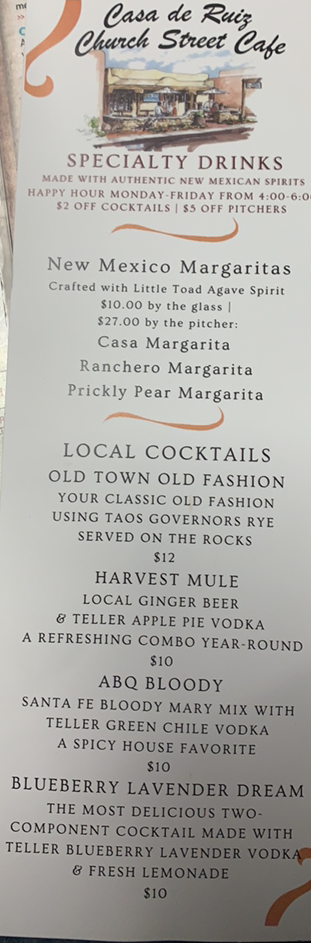 Casa de Ruiz
Church Street Cafe
SPECIALTY DRINKS
MADE WITH AUTHENTIC NEW MEXICAN SPIRITS
HAPPY HOUR MONDAY-FRIDAY FROM 4:00-6:0
$2 OFF COCKTAILS | $5 OFF PITCHERS
New Mexico Margaritas
Crafted with Little Toad Agave Spirit
$10.00 by the glass |
$27.00 by the pitcher:
Casa Margarita
Ranchero Margarita
Prickly Pear Margarita
LOCAL COCKTAILS
OLD TOWN OLD FASHION
YOUR CLASSIC OLD FASHION
USING TAOS GOVERNORS RYE
SERVED ON THE ROCKS
$12
HARVEST MULE
LOCAL GINGER BEER
& TELLER APPLE PIE VODKA
A REFRESHING COMBO YEAR-ROUND
$10
ABQ BLOODY
SANTA FE BLOODY MARY MIX WITH
TELLER GREEN CHILE VODKA
A SPICY HOUSE FAVORITE
$10
BLUEBERRY LAVENDER DREAM
THE MOST DELICIOUS TWO-
COMPONENT COCKTAIL MADE WITH
TELLER BLUEBERRY LAVENDER VODKA
& FRESH LEMONADE
$10